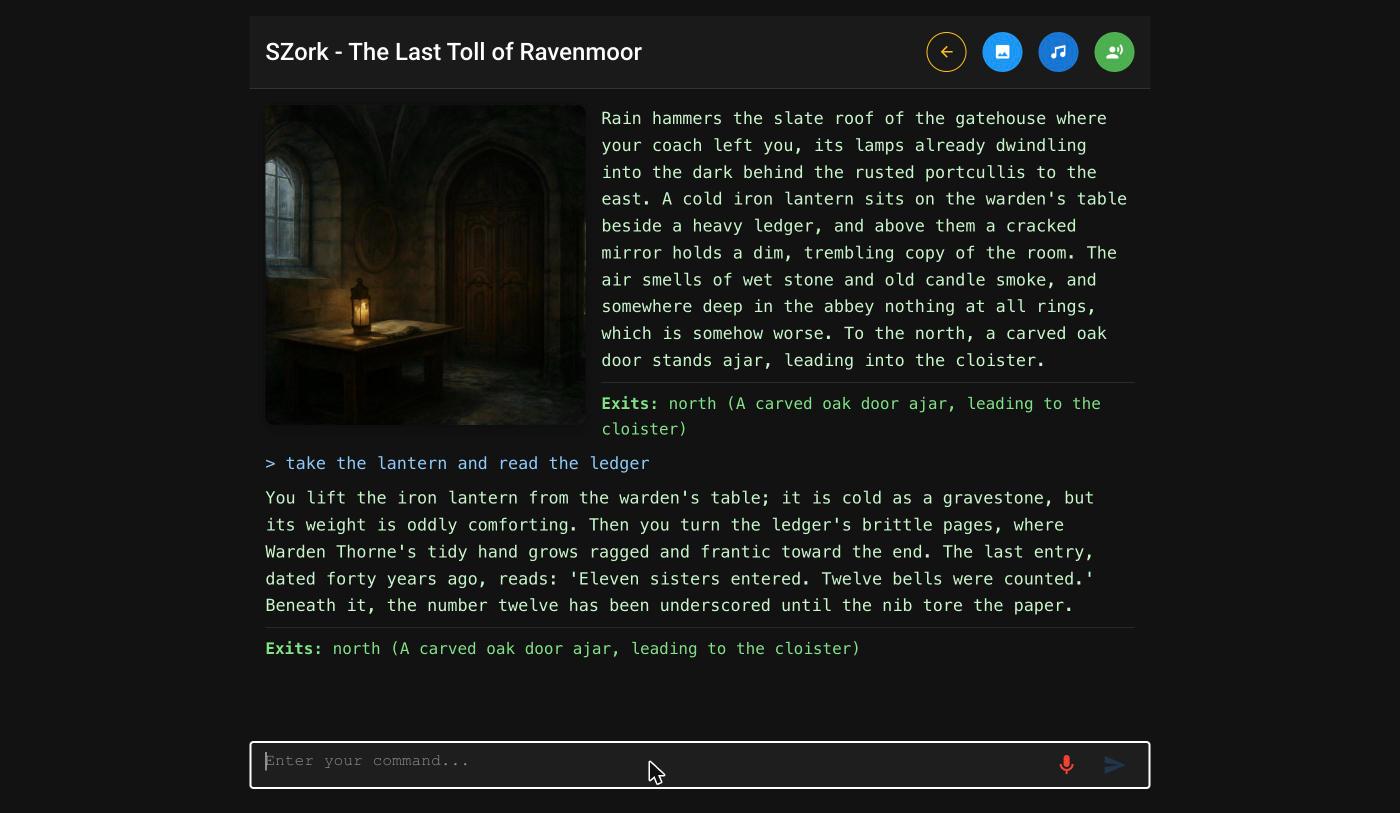 SZork - The Last Toll of Ravenmoor
Rain hammers the slate roof of the gatehouse where
your coach left you, its lamps already dwindling
into the dark behind the rusted portcullis to the
east. A cold iron lantern sits on the warden's table
beside a heavy ledger, and above them a cracked
mirror holds a dim, trembling copy of the room. The
air smells of wet stone and old candle smoke, and
somewhere deep in the abbey nothing at all rings,
which is somehow worse. To the north, a carved oak
door stands ajar, leading into the cloister.
Exits: north (A carved oak door ajar, leading to the
cloister)
> take the lantern and read the ledger
You lift the iron lantern from the warden's table; it is cold as a gravestone, but
its weight is oddly comforting. Then you turn the ledger's brittle pages, where
Warden Thorne's tidy hand grows ragged and frantic toward the end. The last entry,
dated forty years ago, reads: 'Eleven sisters entered. Twelve bells were counted.'
Beneath it, the number twelve has been underscored until the nib tore the paper.
Exits: north (A carved oak door ajar, leading to the cloister)
Enter your command...